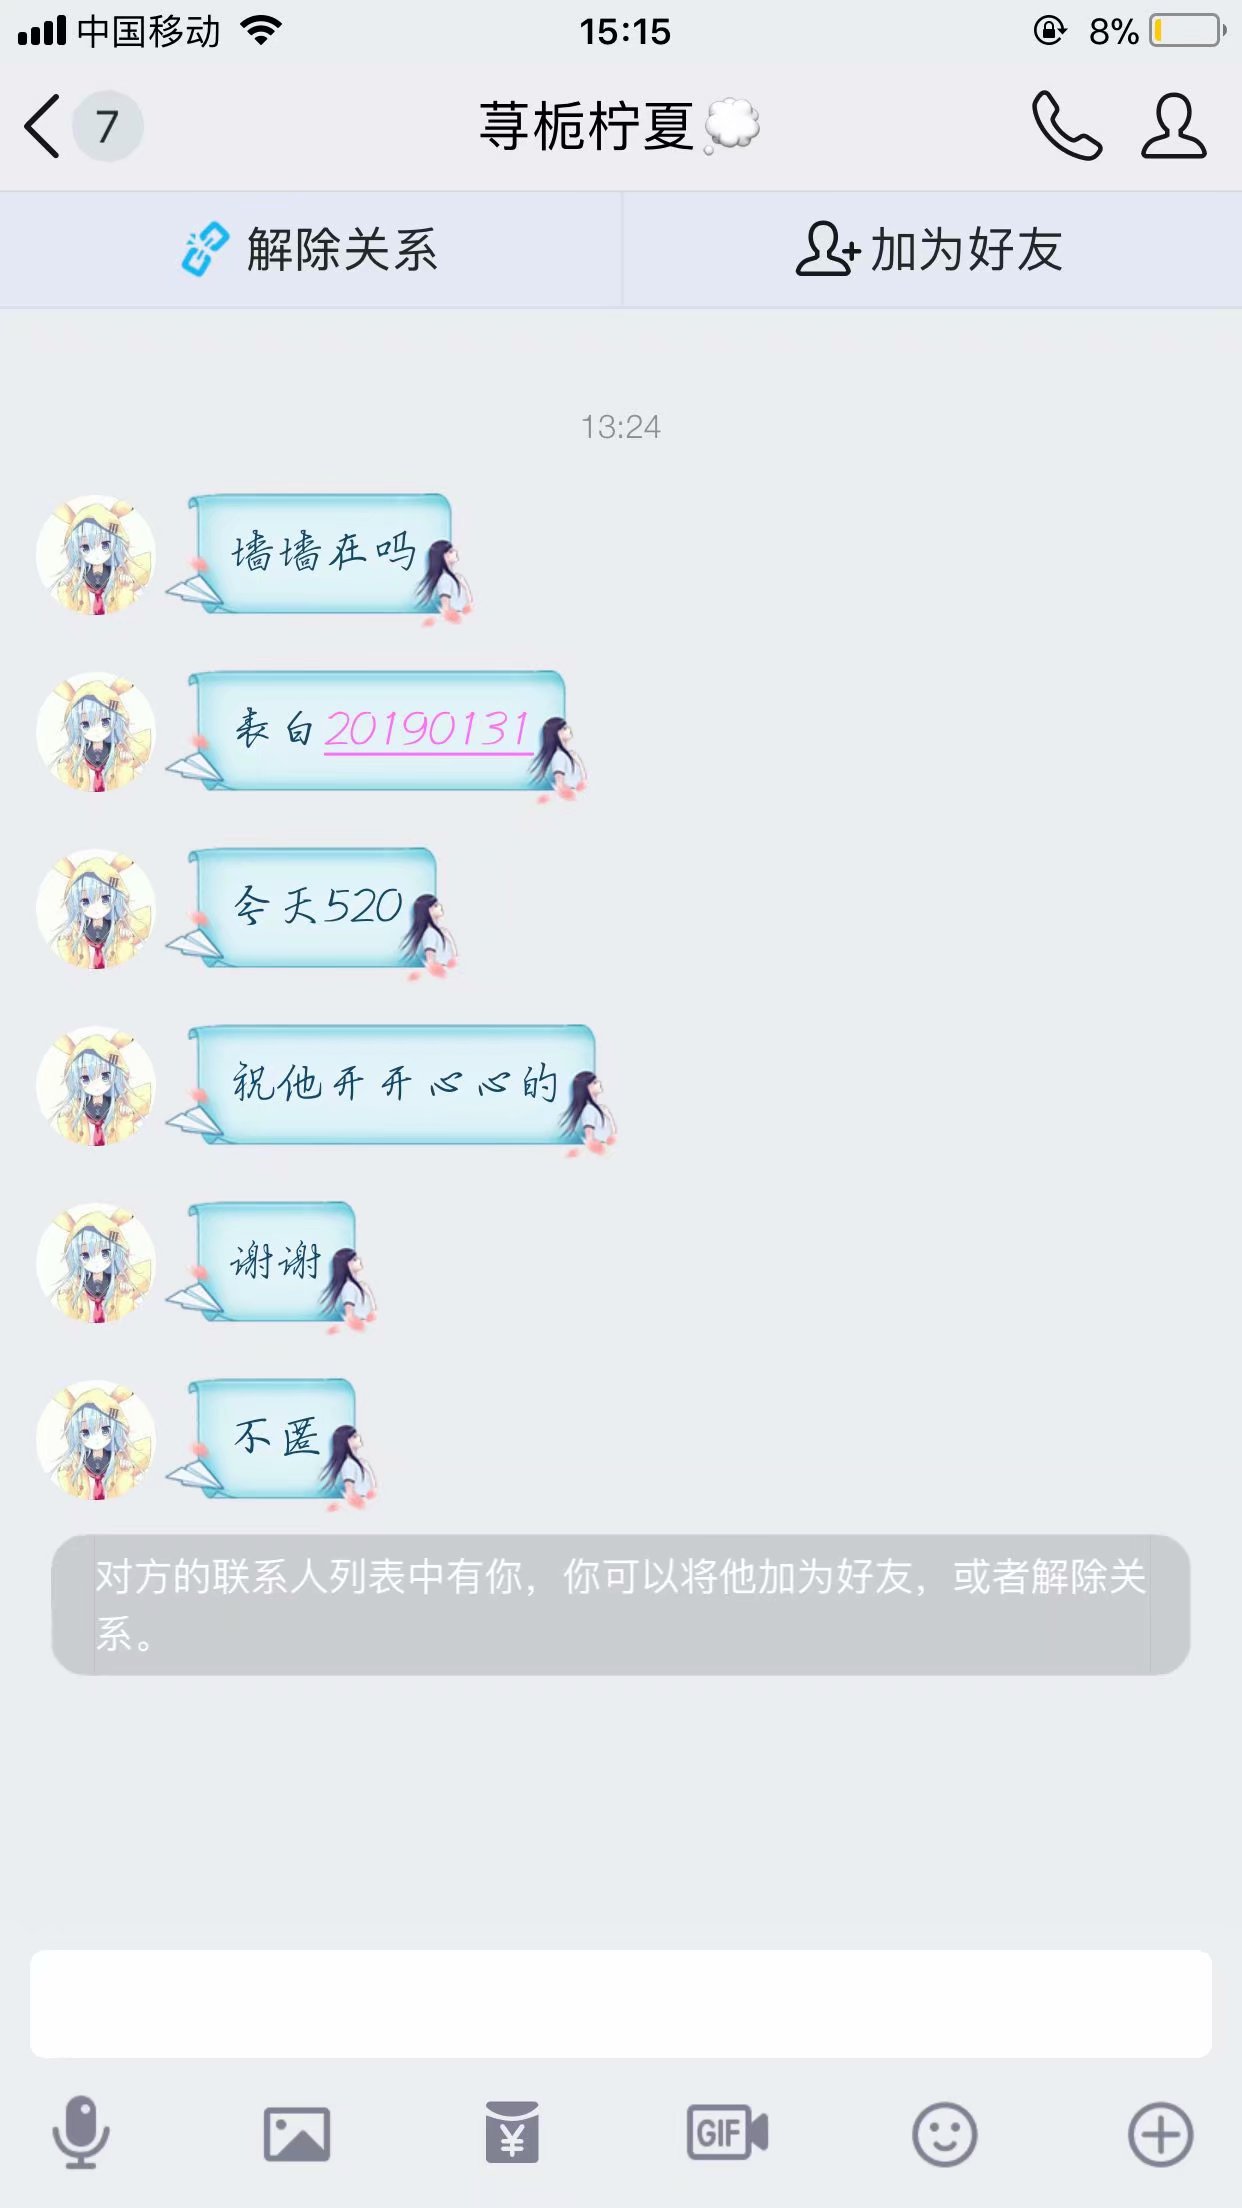 中国移动 15:15 8%
7 荨栀柠夏
解除关系 加为好友
13:24
墙墙在吗
表白20190131
今天520
祝他开开心心的
谢谢
不匿
对方的联系人列表中有你，你可以将他加为好友，或者解除关
系。
¥ GIF